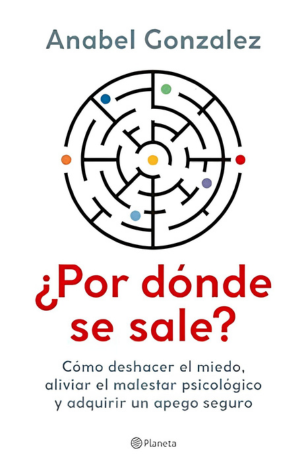 Anabel Gonzalez
¿Por dónde
se sale?
Cómo deshacer el miedo,
aliviar el malestar psicológico
y adquirir un apego seguro
Planeta